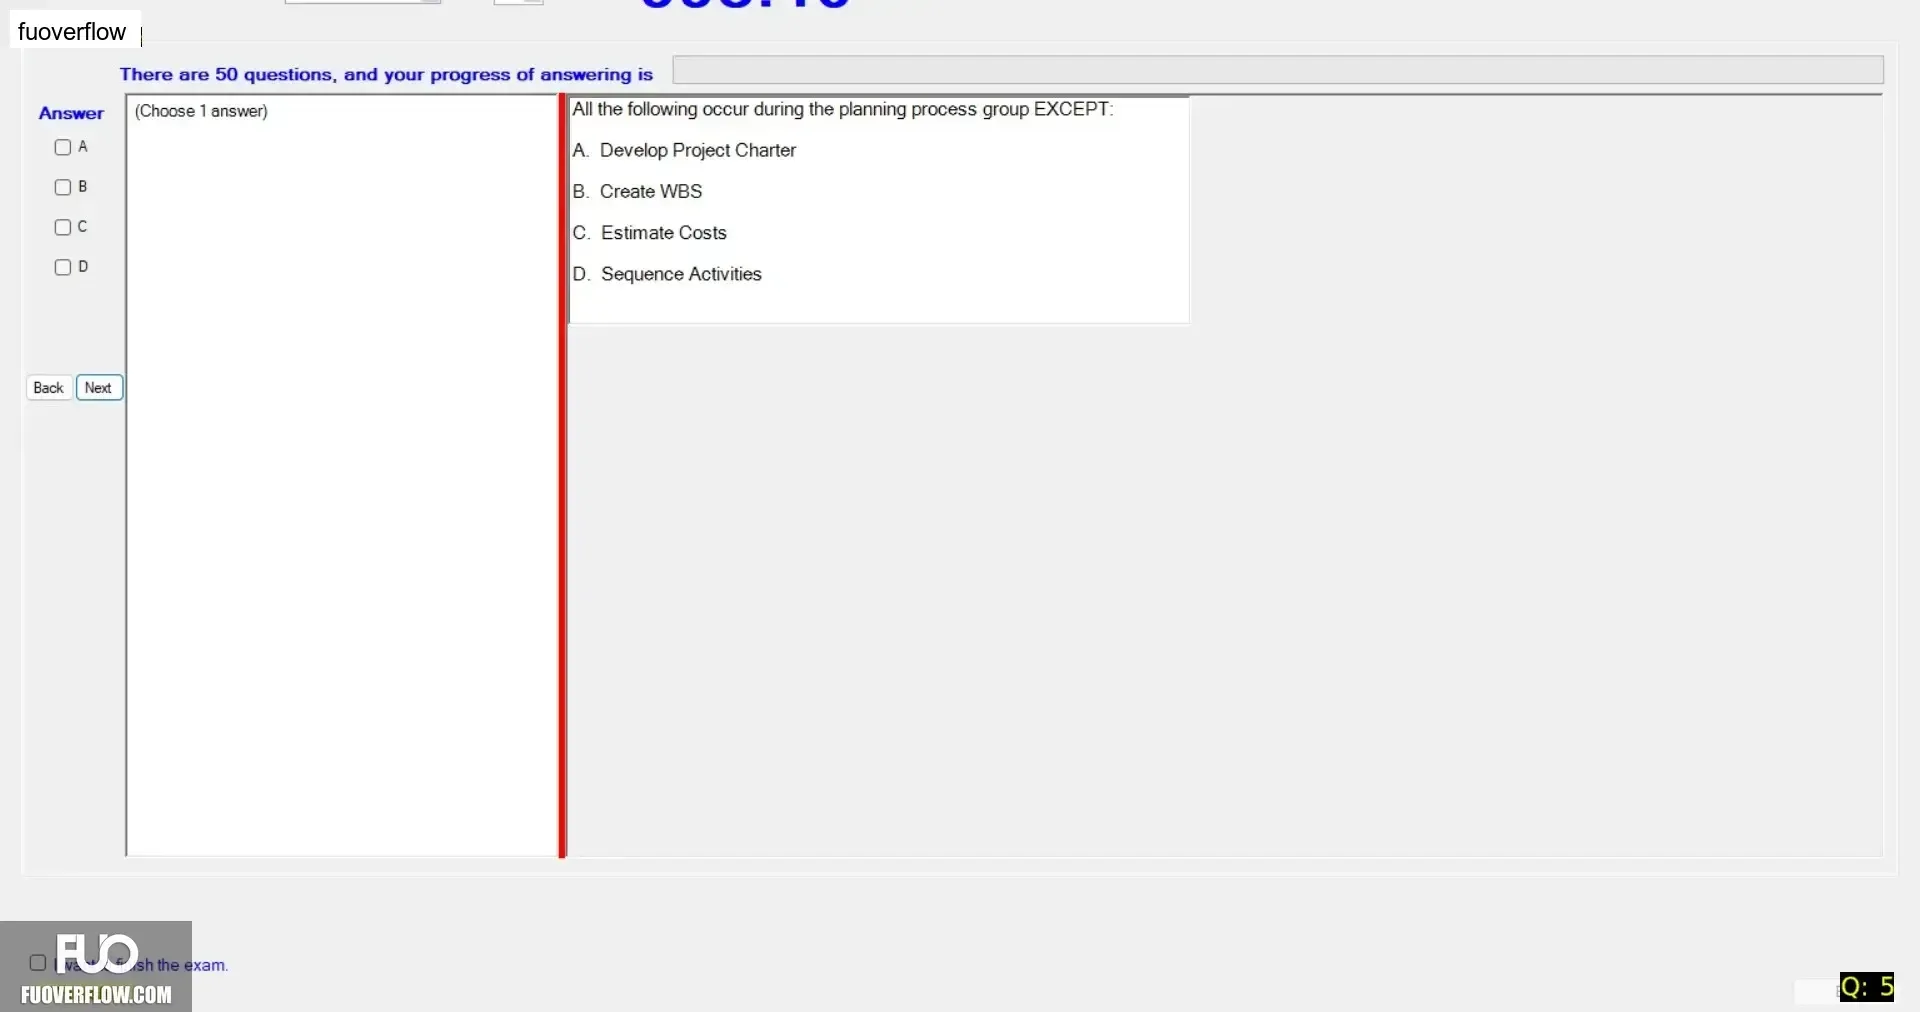 fuoverflow
There are 50 questions, and your progress of answering is
Answer
(Choose 1 answer)
A
B
C
D
Back Next
All the following occur during the planning process group EXCEPT:
A. Develop Project Charter
B. Create WBS
C. Estimate Costs
D. Sequence Activities
FUO
finish the exam.
FUOVERFLOW.COM
Q: 5